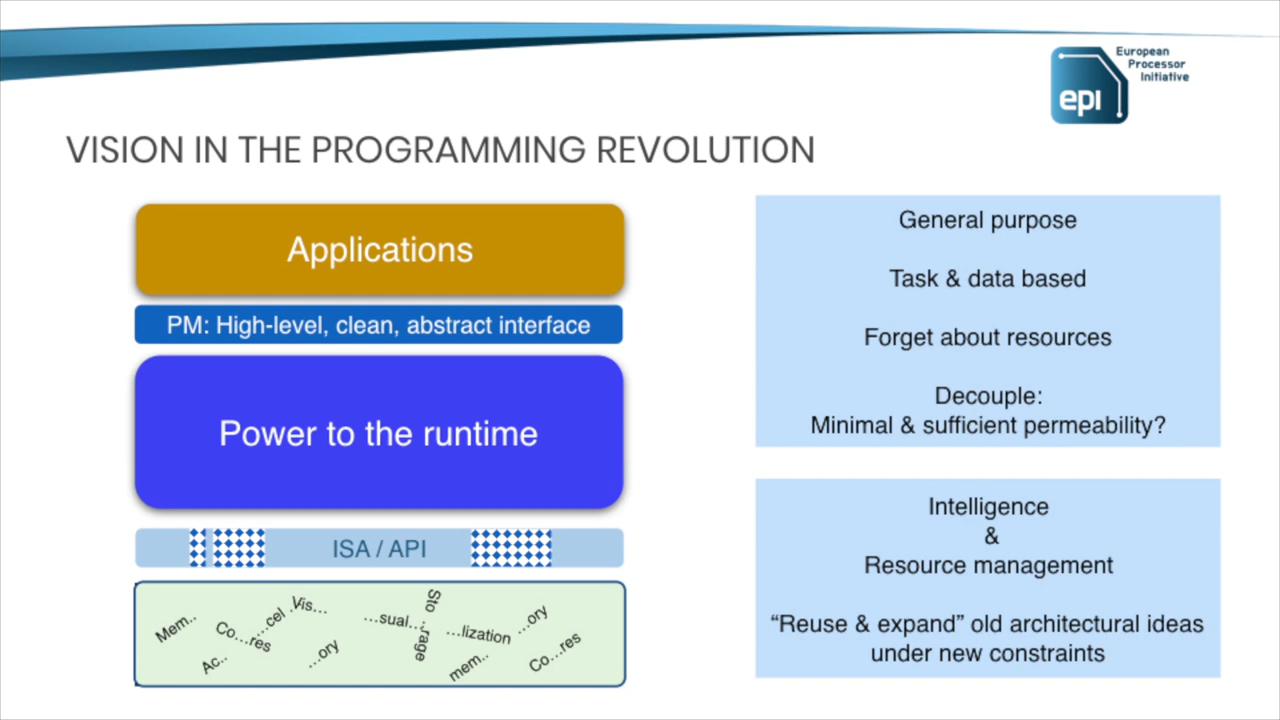 European
Processor
Initiative
epi
VISION IN THE PROGRAMMING REVOLUTION
Applications
PM: High-level, clean, abstract interface
Power to the runtime
ISA / API
Mem..
Co…res
Ac..
…cel
Vis…
…ory
…sual…
Sto…rage
…lization
mem..
…ory
Co…res
General purpose
Task & data based
Forget about resources
Decouple:
Minimal & sufficient permeability?
Intelligence
&
Resource management
“Reuse & expand” old architectural ideas
under new constraints